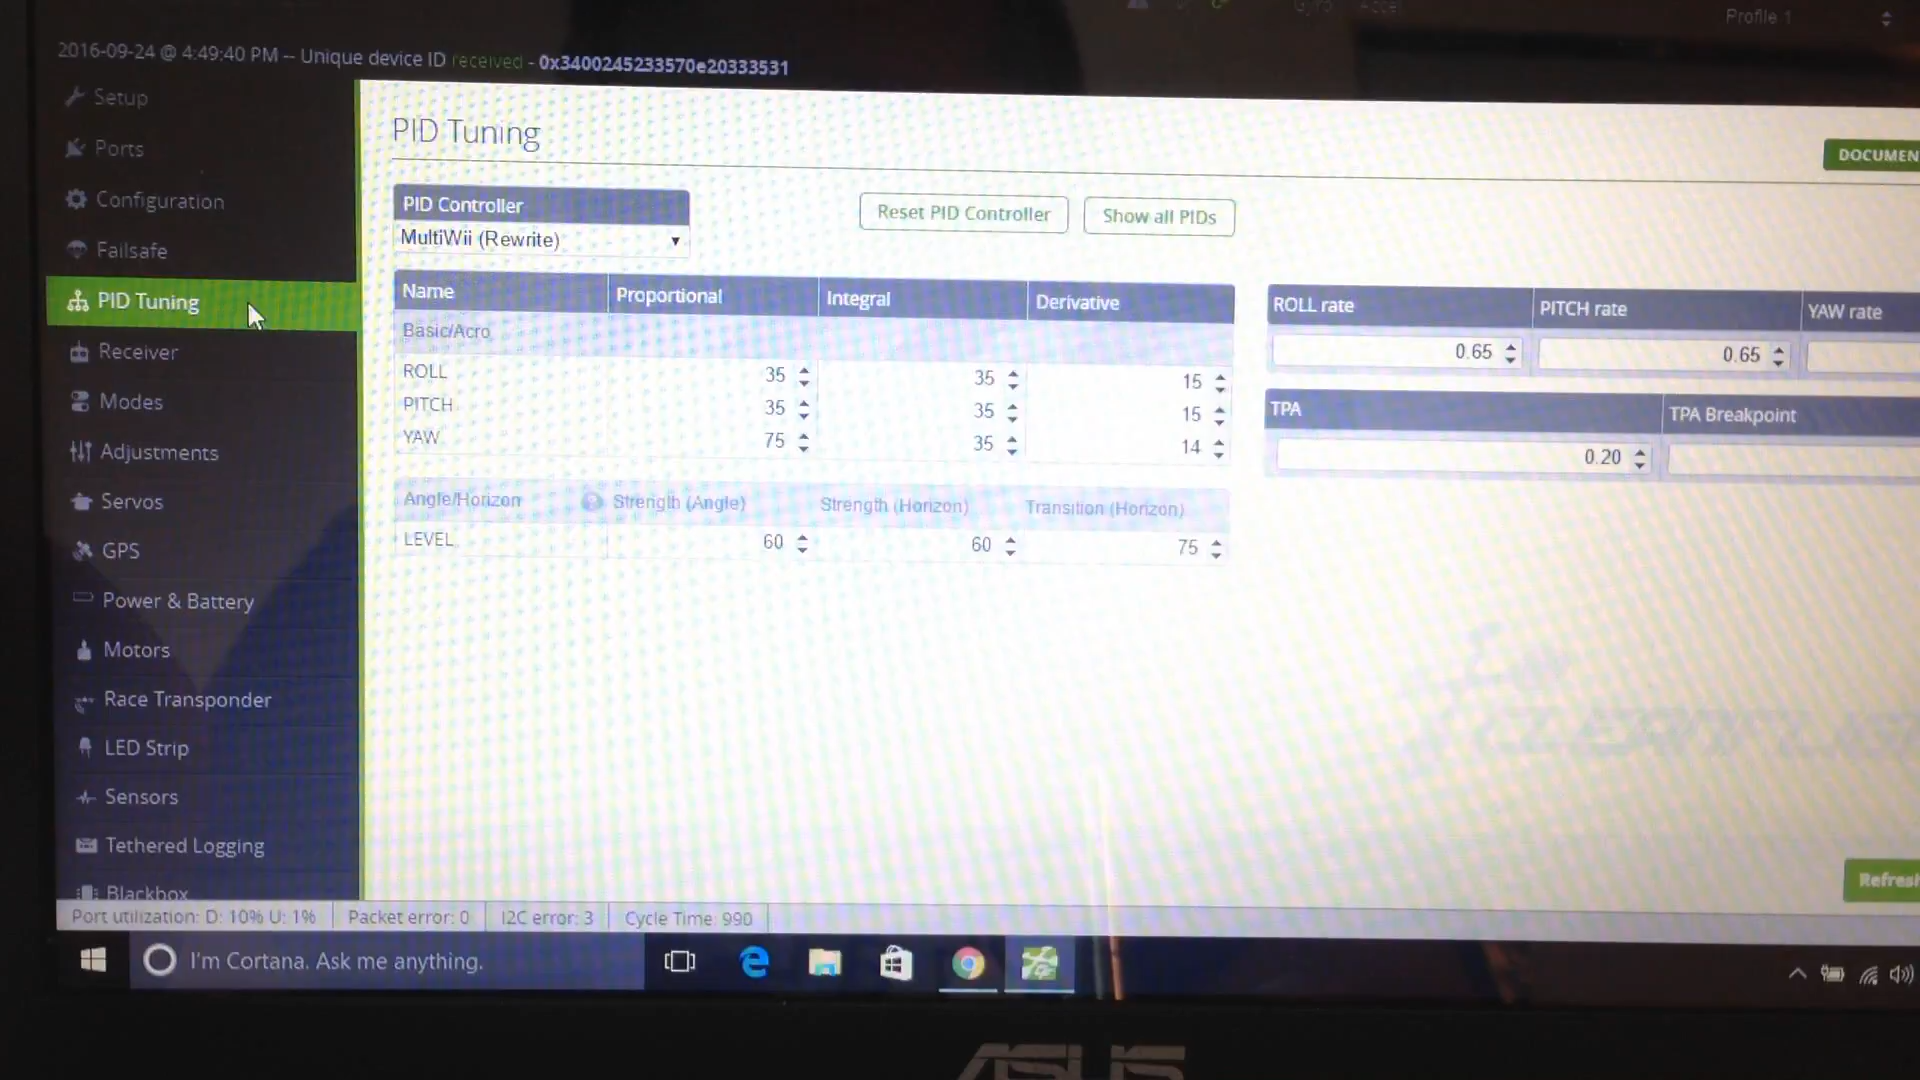 Gyro Accel
Profile 1
2016-09-24 @ 4:49:40 PM -- Unique device ID received - 0x3400245233570e20333531
Setup
Ports
Configuration
Failsafe
PID Tuning
Receiver
Modes
Adjustments
Servos
GPS
Power & Battery
Motors
Race Transponder
LED Strip
Sensors
Tethered Logging
Blackbox
PID Tuning
DOCUMEN
PID Controller
MultiWii (Rewrite)
Reset PID Controller
Show all PIDs
Name Proportional Integral Derivative
Basic/Acro
ROLL 35 35 15
PITCH 35 35 15
YAW 75 35 14
Angle/Horizon Strength (Angle) Strength (Horizon) Transition (Horizon)
LEVEL 60 60 75
ROLL rate PITCH rate YAW rate
0.65 0.65
TPA TPA Breakpoint
0.20
CLEANFLIG
Refresh
Port utilization: D: 10% U: 1% Packet error: 0 I2C error: 3 Cycle Time: 990
I'm Cortana. Ask me anything.
ASUS